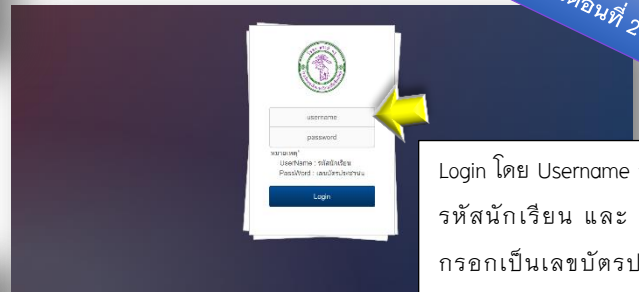 ตอนที่ 2
username
password
หมายเหตุ*
UserName : รหัสนักเรียน
PassWord : เลขบัตรประชาชน
Login
Login โดย Username
รหัสนักเรียน และ
กรอกเป็นเลขบัตรป